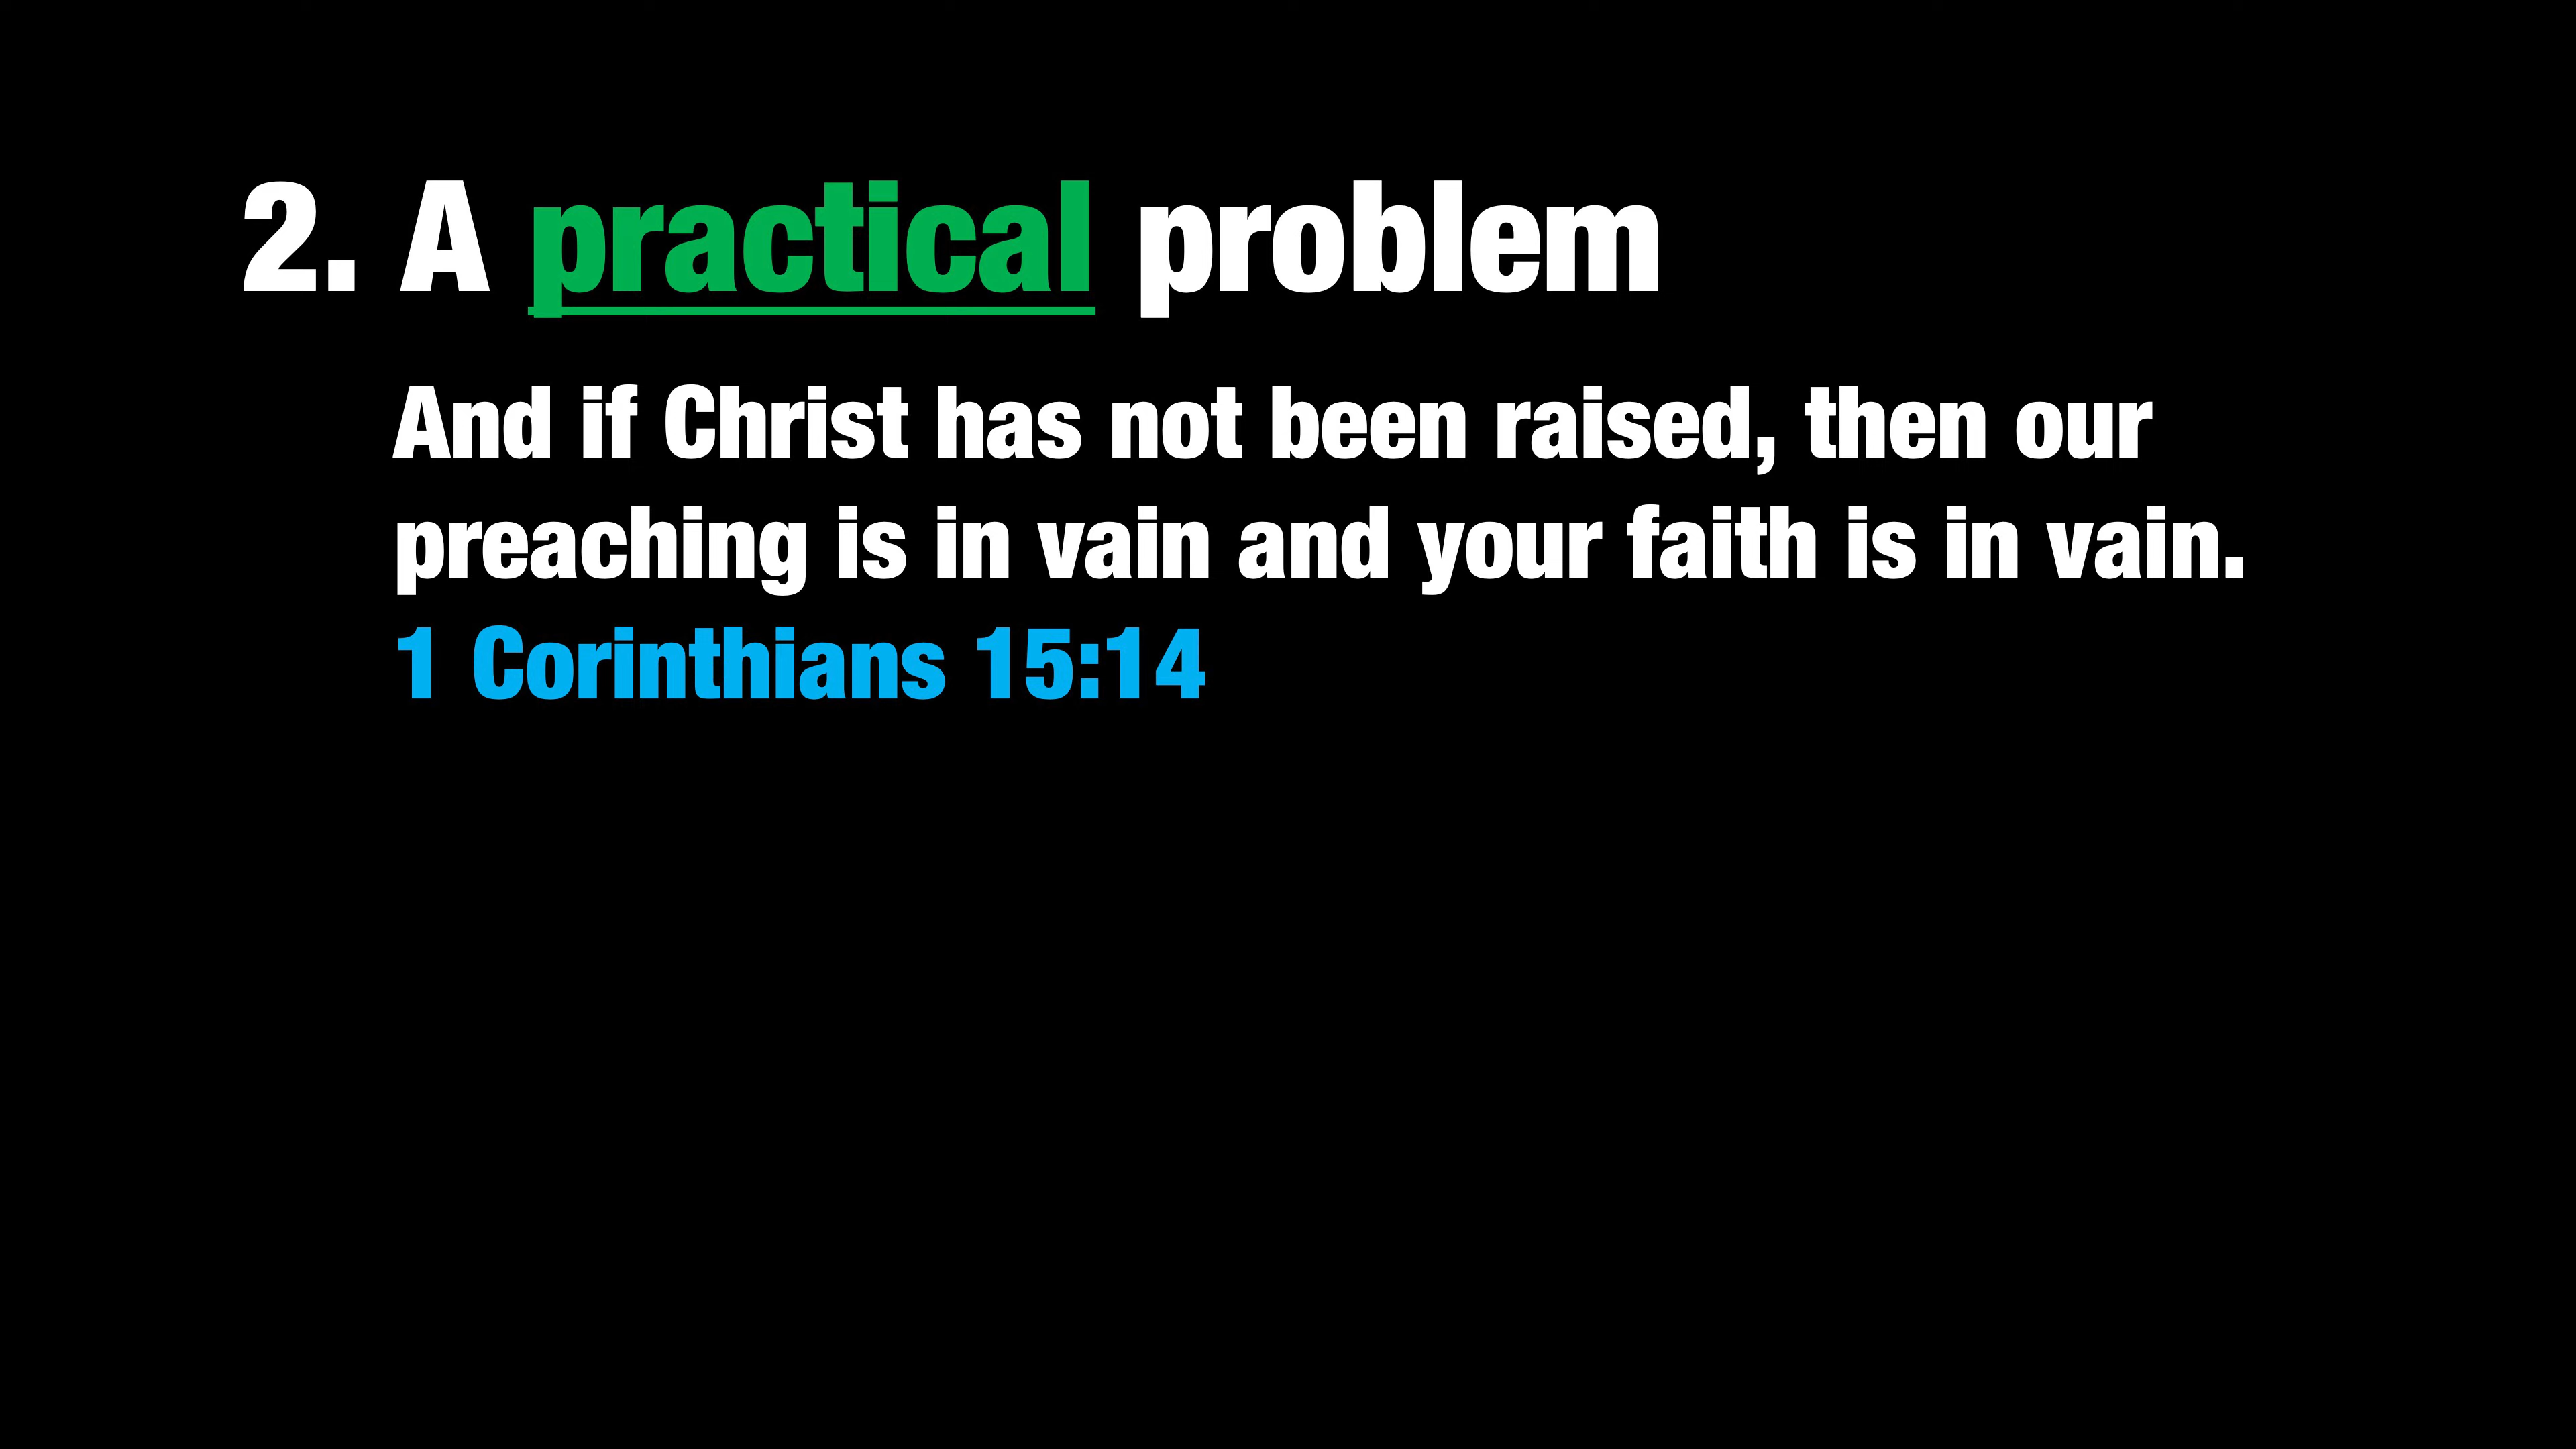 2. A practical problem
And if Christ has not been raised, then our
preaching is in vain and your faith is in vain.
1 Corinthians 15:14